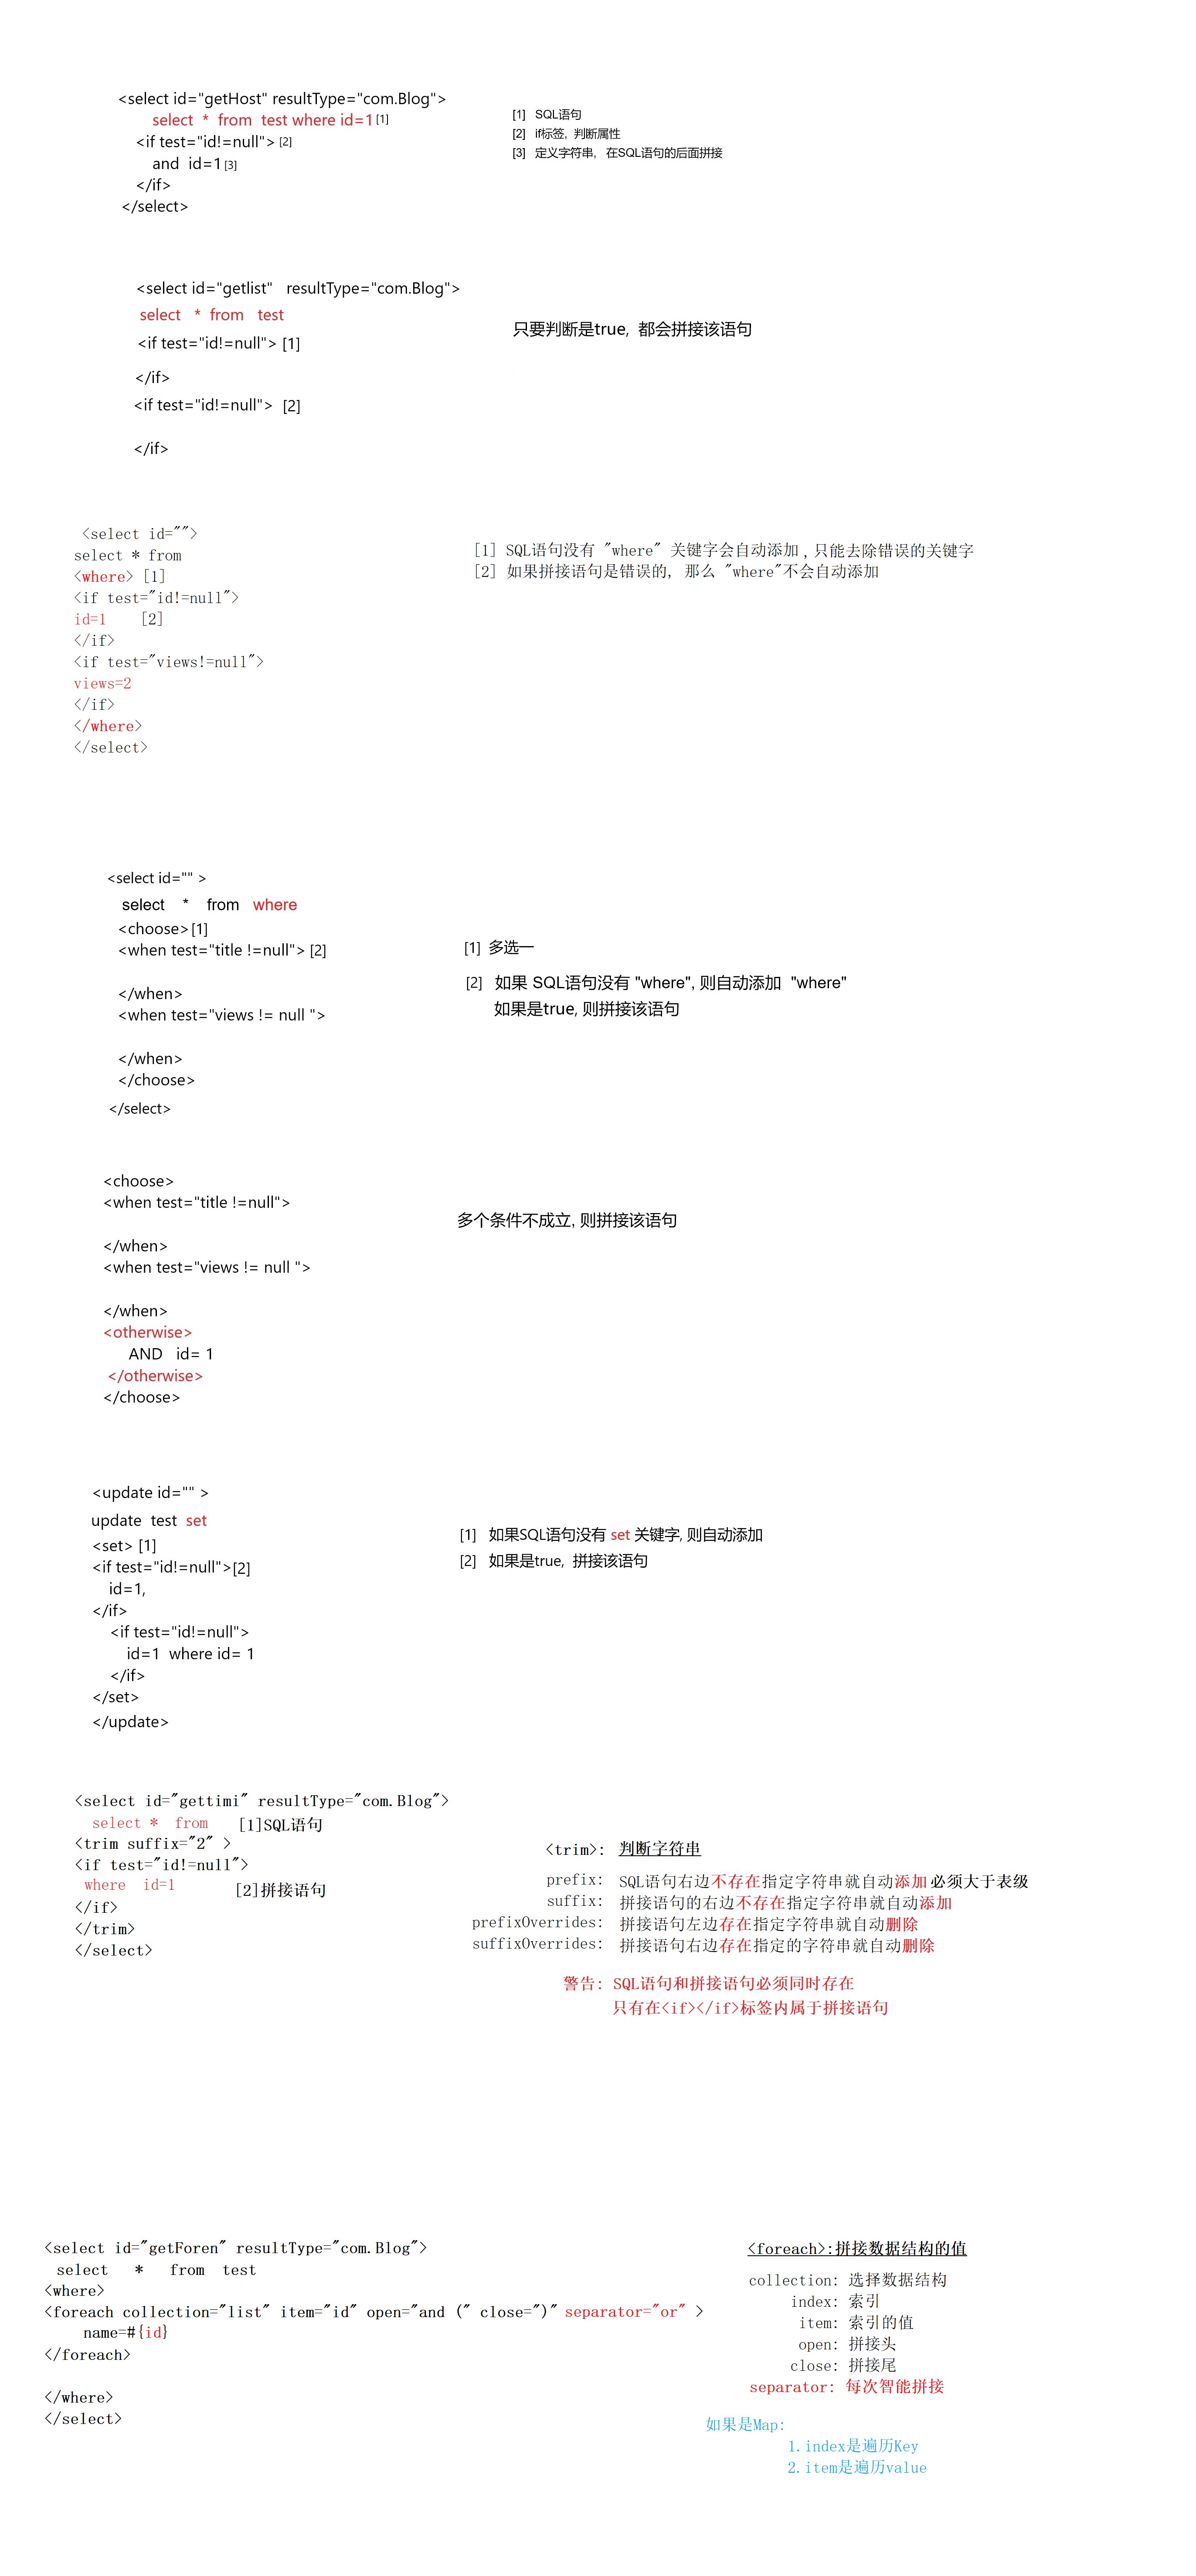 <select id="getHost" resultType="com.Blog">
select * from test where id=1 [1]
<if test="id!=null"> [2]
and id=1 [3]
</if>
</select>
[1] SQL语句
[2] if标签, 判断属性
[3] 定义字符串, 在SQL语句的后面拼接
<select id="getlist" resultType="com.Blog">
select * from test
<if test="id!=null"> [1]
</if>
<if test="id!=null"> [2]
</if>
只要判断是true, 都会拼接该语句
<select id="">
select * from
<where> [1]
<if test="id!=null">
id=1 [2]
</if>
<if test="views!=null">
views=2
</if>
</where>
</select>
[1] SQL语句没有 "where" 关键字会自动添加 , 只能去除错误的关键字
[2] 如果拼接语句是错误的, 那么 "where"不会自动添加
<select id="" >
select * from where
<choose>[1]
<when test="title !=null"> [2]
</when>
<when test="views != null ">
</when>
</choose>
</select>
[1] 多选一
[2] 如果 SQL语句没有 "where", 则自动添加 "where"
如果是true, 则拼接该语句
<choose>
<when test="title !=null">
</when>
<when test="views != null ">
</when>
<otherwise>
AND id= 1
</otherwise>
</choose>
多个条件不成立, 则拼接该语句
<update id="" >
update test set
<set> [1]
<if test="id!=null">[2]
id=1,
</if>
<if test="id!=null">
id=1 where id= 1
</if>
</set>
</update>
[1] 如果SQL语句没有 set 关键字, 则自动添加
[2] 如果是true, 拼接该语句
<select id="gettimi" resultType="com.Blog">
select * from [1]SQL语句
<trim suffix="2" >
<if test="id!=null">
where id=1 [2]拼接语句
</if>
</trim>
</select>
<trim>: 判断字符串
prefix: SQL语句右边不存在指定字符串就自动添加 必须大于表级
suffix: 拼接语句的右边不存在指定字符串就自动添加
prefixOverrides: 拼接语句左边存在指定字符串就自动删除
suffixOverrides: 拼接语句右边存在指定的字符串就自动删除
警告: SQL语句和拼接语句必须同时存在
只有在<if></if>标签内属于拼接语句
<select id="getForen" resultType="com.Blog">
select * from test
<where>
<foreach collection="list" item="id" open="and (" close=")" separator="or" >
name=#{id}
</foreach>
</where>
</select>
<foreach>:拼接数据结构的值
collection: 选择数据结构
index: 索引
item: 索引的值
open: 拼接头
close: 拼接尾
separator: 每次智能拼接
如果是Map:
1.index是遍历Key
2.item是遍历value